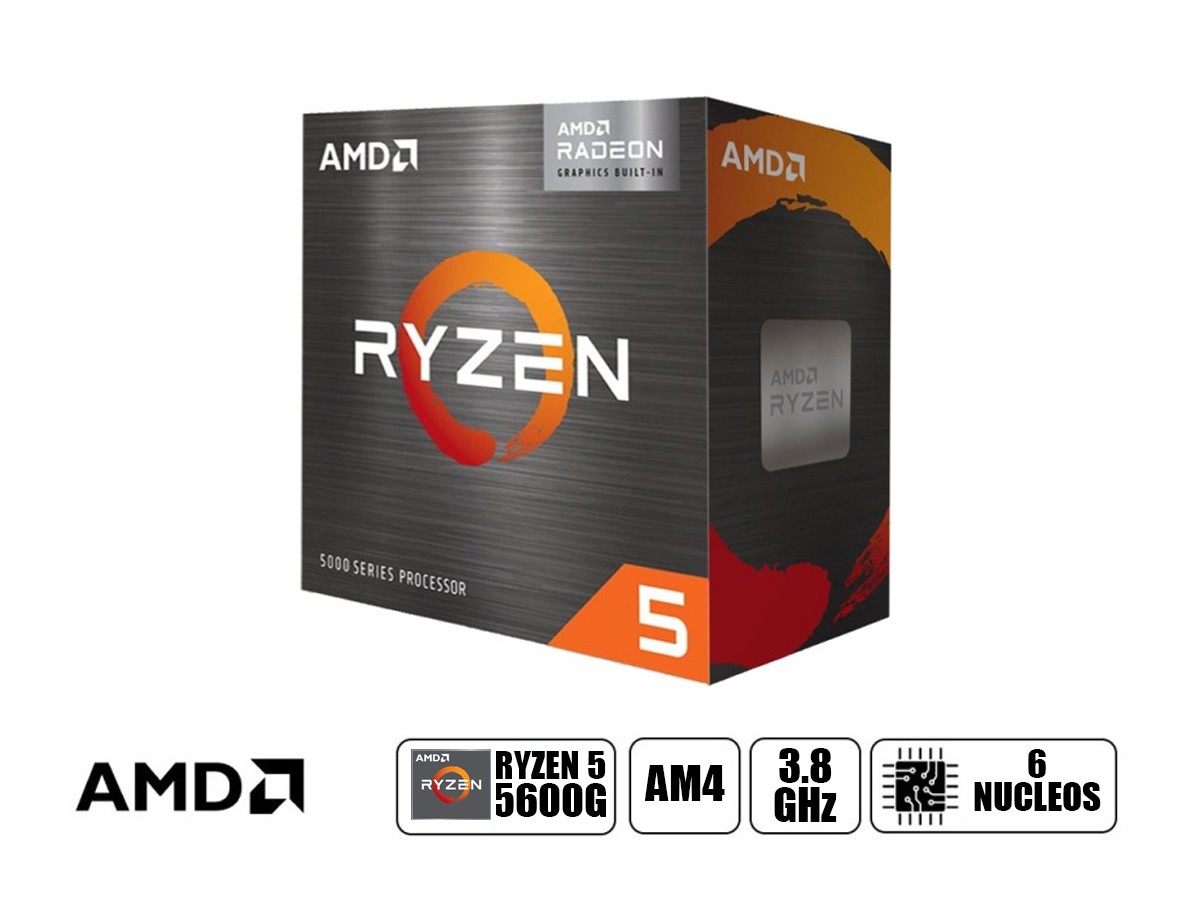 AMD
AMD
RADEON
GRAPHICS BUILT-IN
RYZEN
5000 SERIES PROCESSOR
5
AMD
AMD
RYZEN
AMD
AMD
RYZEN
RYZEN 5
5600G
AM4
3.8
GHz
6
NUCLEOS